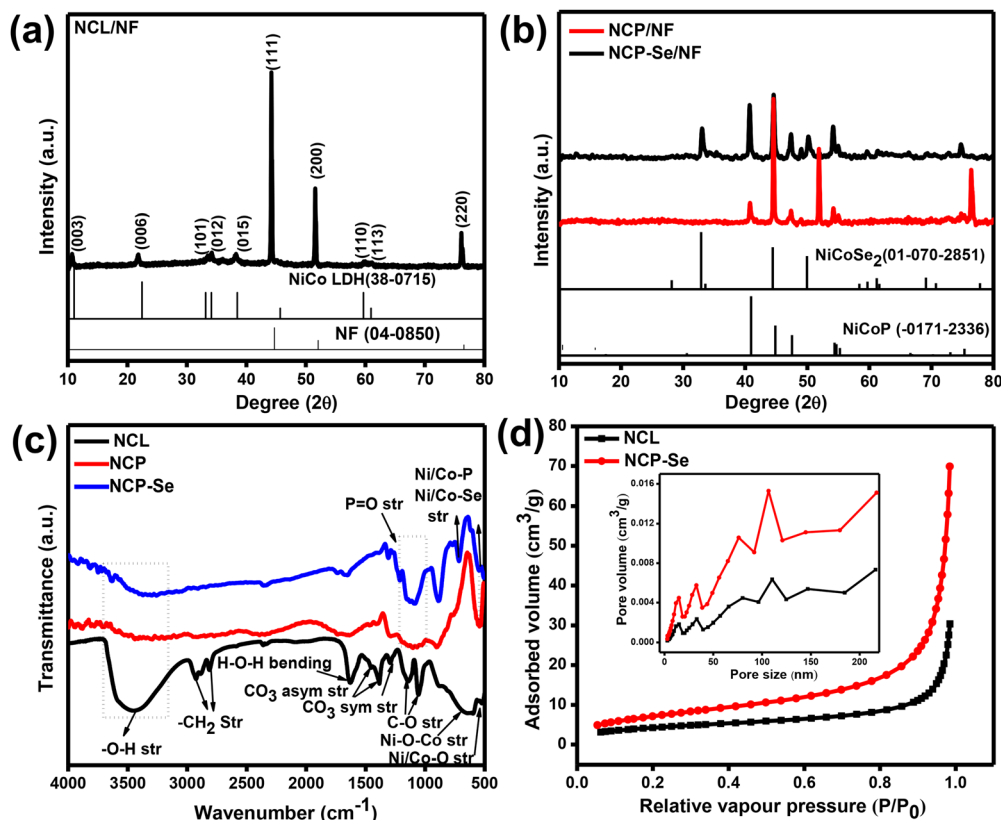 (a)
NCL/NF
(111)
(200)
(220)
(003)
(006)
(101)
(012)
(015)
(110)
(113)
NiCo LDH(38-0715)
NF (04-0850)
Intensity (a.u.)
10 20 30 40 50 60 70 80
Degree (2θ)
(b)
NCP/NF
NCP-Se/NF
NiCoSe2(01-070-2851)
NiCoP (-0171-2336)
Intensity (a.u.)
10 20 30 40 50 60 70 80
Degree (2θ)
(c)
NCL
NCP
NCP-Se
P=O str
Ni/Co-P
Ni/Co-Se
str
H-O-H bending
CO3 asym str
CO3 sym str
-CH2 Str
C-O str
-O-H str
Ni-O-Co str
Ni/Co-O str
Transmittance (a.u.)
4000 3500 3000 2500 2000 1500 1000 500
Wavenumber (cm-1)
(d)
NCL
NCP-Se
80
70
60
50
40
30
20
10
0
Adsorbed volume (cm3/g)
0.016
0.012
0.008
0.004
0.000
Pore volume (cm3/g)
0 50 100 150 200
Pore size (nm)
0.0 0.2 0.4 0.6 0.8 1.0
Relative vapour pressure (P/P0)